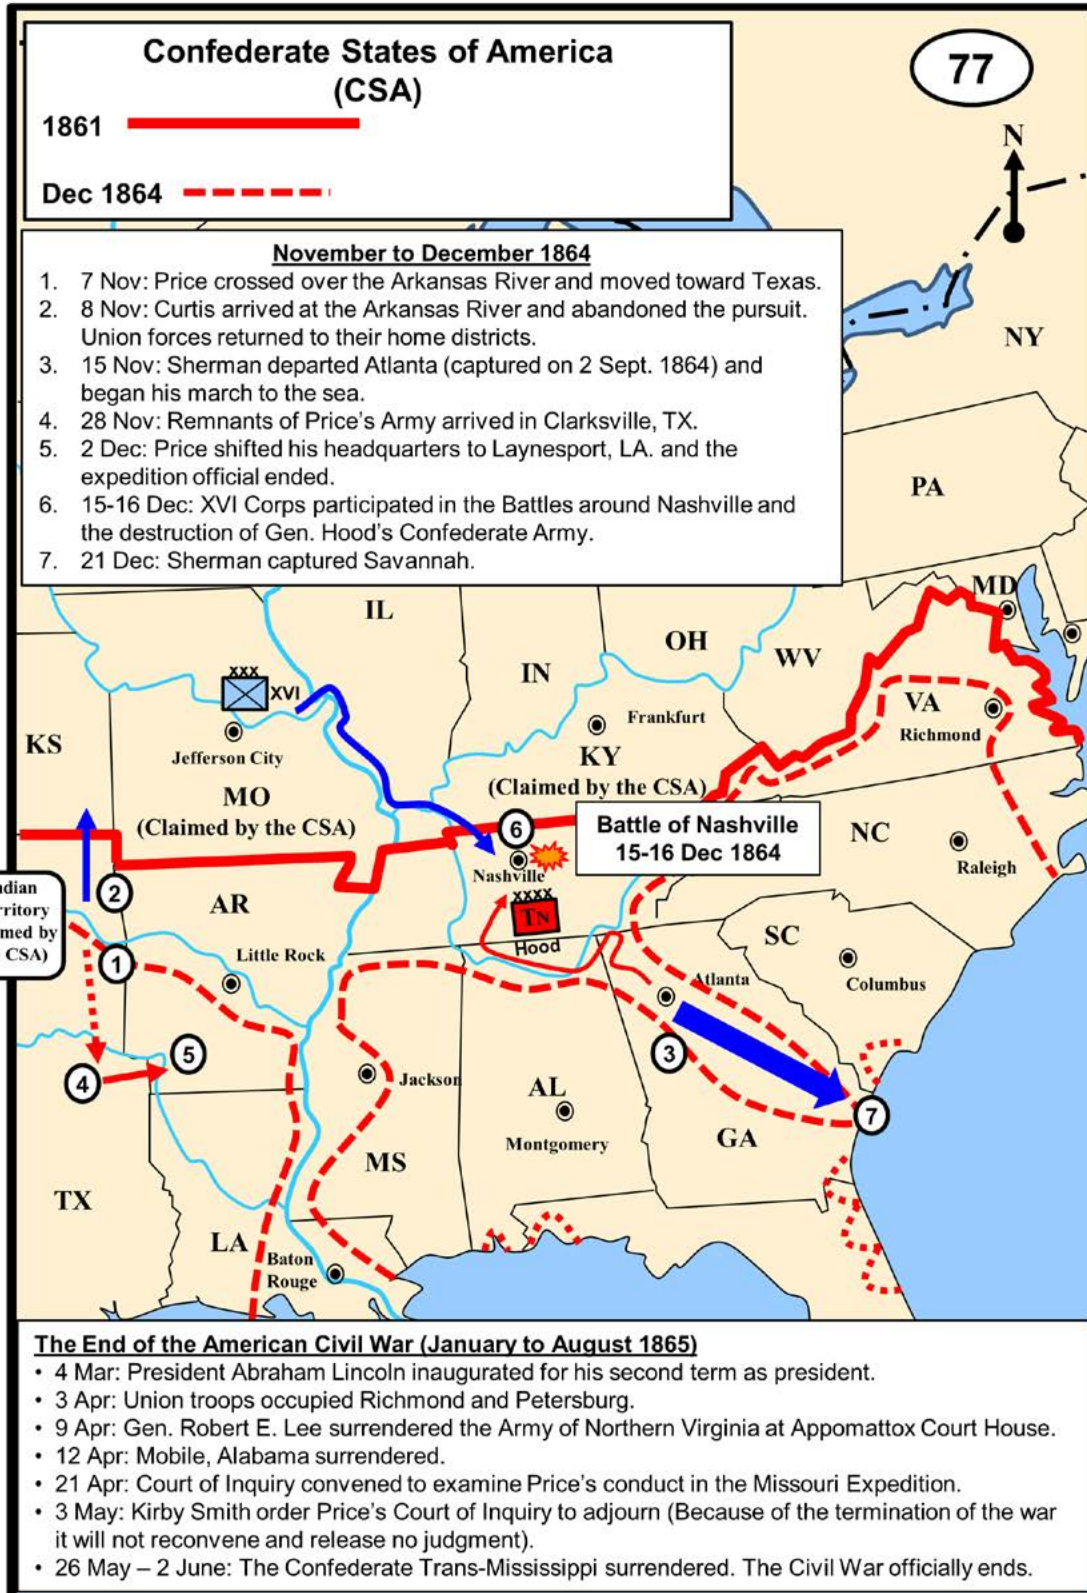 Confederate States of America
(CSA)
1861
Dec 1864
77
N
November to December 1864
1. 7 Nov: Price crossed over the Arkansas River and moved toward Texas.
2. 8 Nov: Curtis arrived at the Arkansas River and abandoned the pursuit.
Union forces returned to their home districts.
3. 15 Nov: Sherman departed Atlanta (captured on 2 Sept. 1864) and
began his march to the sea.
4. 28 Nov: Remnants of Price's Army arrived in Clarksville, TX.
5. 2 Dec: Price shifted his headquarters to Laynesport, LA. and the
expedition official ended.
6. 15-16 Dec: XVI Corps participated in the Battles around Nashville and
the destruction of Gen. Hood's Confederate Army.
7. 21 Dec: Sherman captured Savannah.
NY
PA
MD
IL
OH
IN
WV
XXX
XVI
VA
Richmond
Frankfurt
KS
Jefferson City
KY
(Claimed by the CSA)
MO
(Claimed by the CSA)
6
Battle of Nashville
15-16 Dec 1864
NC
Raleigh
Nashville
XXXX
TN
Hood
2
AR
dian
rritory
med by
CSA)
1
Little Rock
SC
Columbus
Atlanta
3
5
4
Jackson
AL
Montgomery
GA
7
MS
TX
LA
Baton
Rouge
The End of the American Civil War (January to August 1865)
• 4 Mar: President Abraham Lincoln inaugurated for his second term as president.
• 3 Apr: Union troops occupied Richmond and Petersburg.
• 9 Apr: Gen. Robert E. Lee surrendered the Army of Northern Virginia at Appomattox Court House.
• 12 Apr: Mobile, Alabama surrendered.
• 21 Apr: Court of Inquiry convened to examine Price's conduct in the Missouri Expedition.
• 3 May: Kirby Smith order Price's Court of Inquiry to adjourn (Because of the termination of the war
it will not reconvene and release no judgment).
• 26 May – 2 June: The Confederate Trans-Mississippi surrendered. The Civil War officially ends.